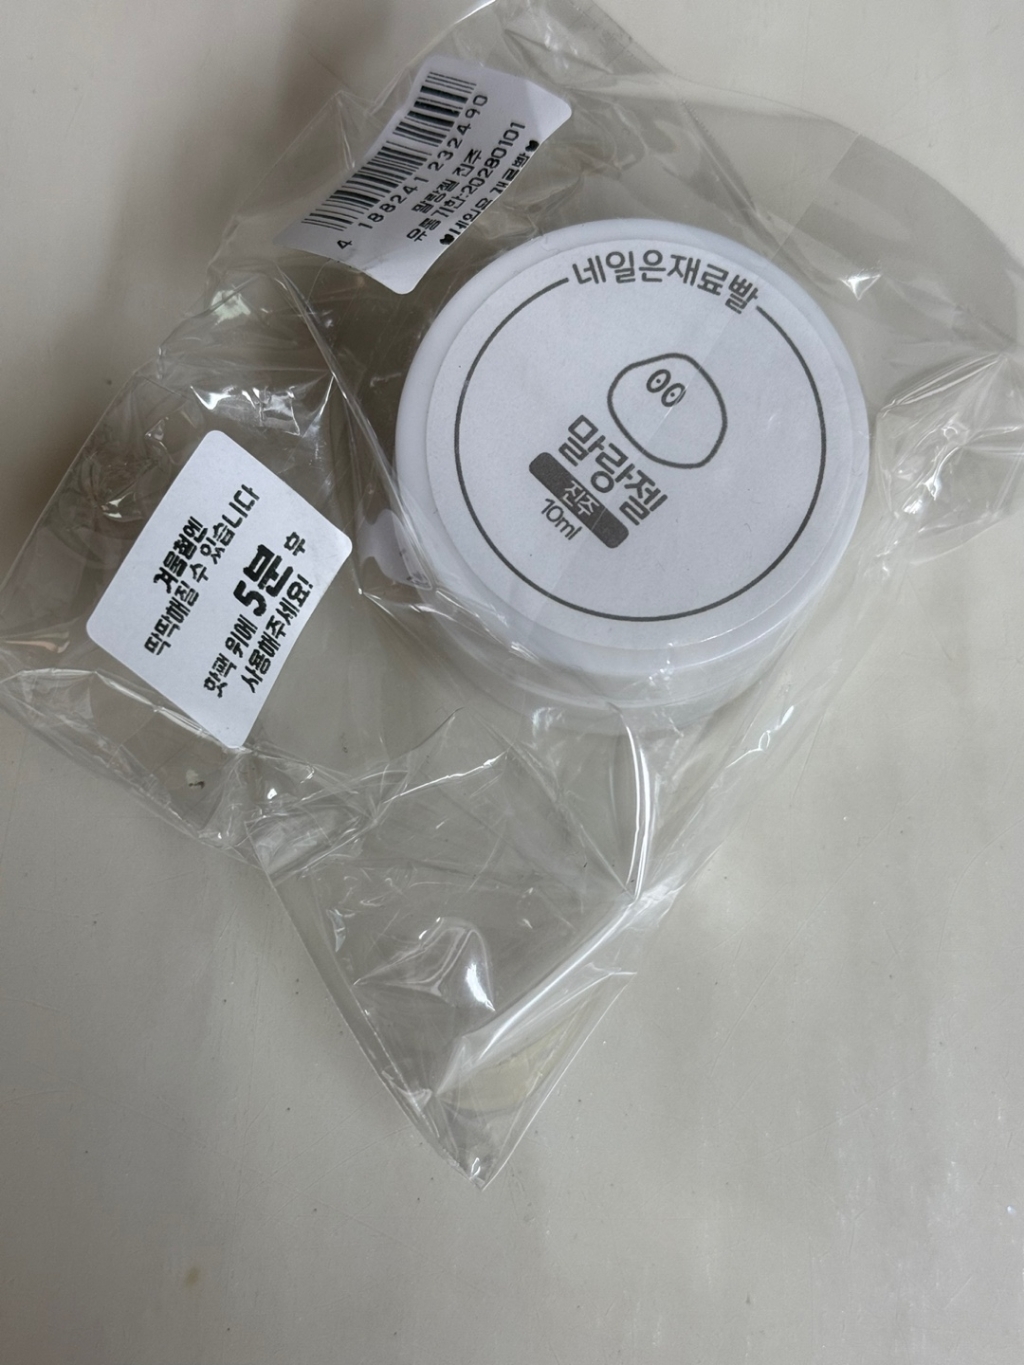 4 188241 232490
말랑젤 진주
유통기한:20280101
♥네일은 재료빨♥
네일은재료빨
말랑젤
진주
10ml
겨울철엔
딱딱해질 수 있습니다
핫팩 위에 5분 후
사용해주세요!